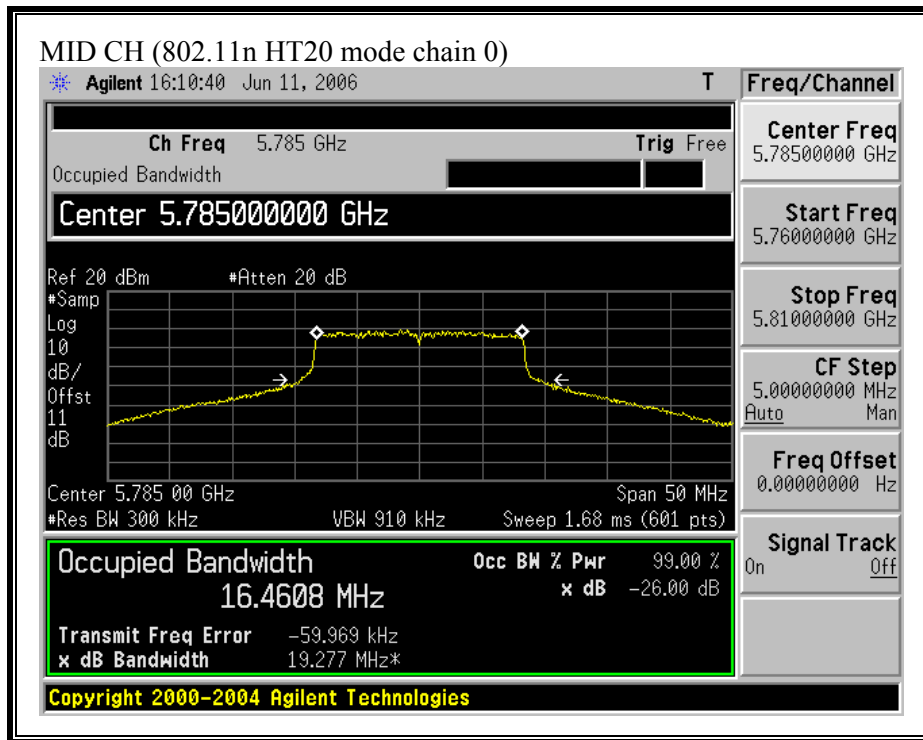 MID CH (802.11n HT20 mode chain 0)
Agilent 16:10:40 Jun 11, 2006 T
Freq/Channel
Ch Freq 5.785 GHz Trig Free
Occupied Bandwidth
Center 5.785000000 GHz
Ref 20 dBm #Atten 20 dB
#Samp
Log
10
dB/
Offst
11
dB
Center 5.785 00 GHz Span 50 MHz
#Res BW 300 kHz VBW 910 kHz Sweep 1.68 ms (601 pts)
Occupied Bandwidth Occ BW % Pwr 99.00 %
16.4608 MHz x dB -26.00 dB
Transmit Freq Error -59.969 kHz
x dB Bandwidth 19.277 MHz*
Copyright 2000-2004 Agilent Technologies
Center Freq
5.78500000 GHz
Start Freq
5.76000000 GHz
Stop Freq
5.81000000 GHz
CF Step
5.00000000 MHz
Auto Man
Freq Offset
0.00000000 Hz
Signal Track
On Off